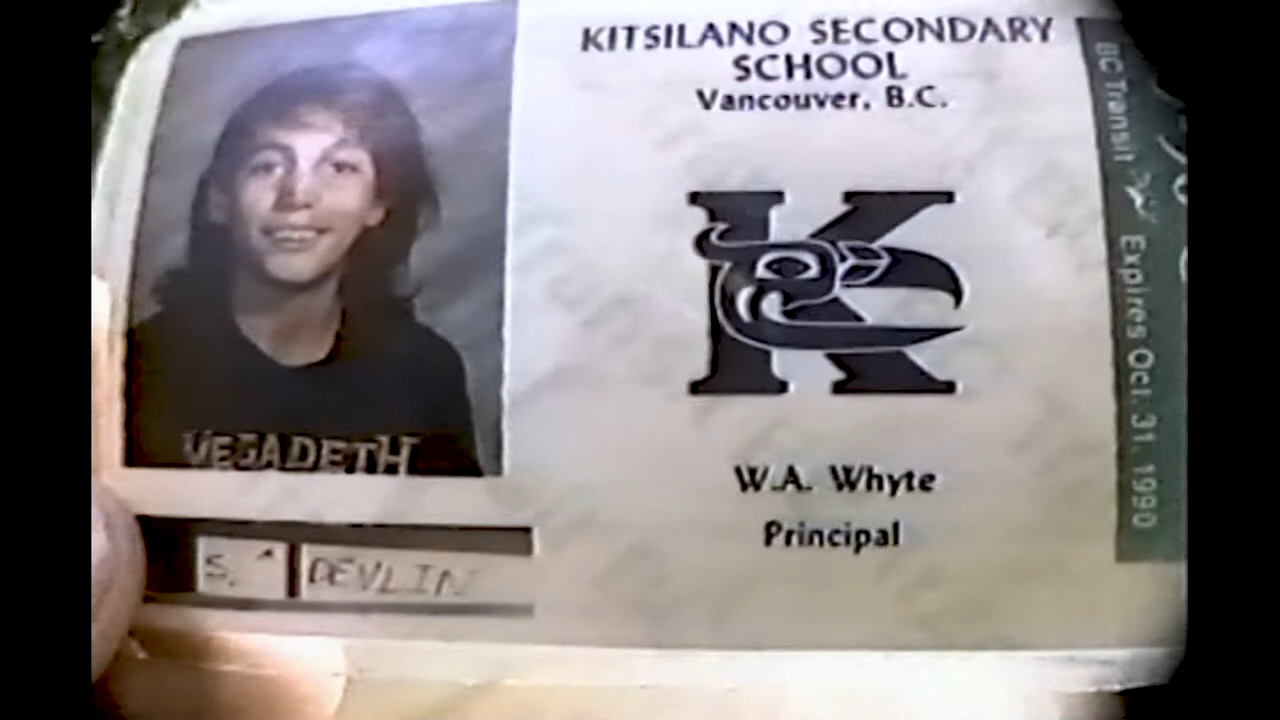 KITSILANO SECONDARY
SCHOOL
Vancouver, B.C.
K
W.A. Whyte
Principal
MEGADETH
S. DEVLIN
BC Transit Expires Oct. 31, 1990